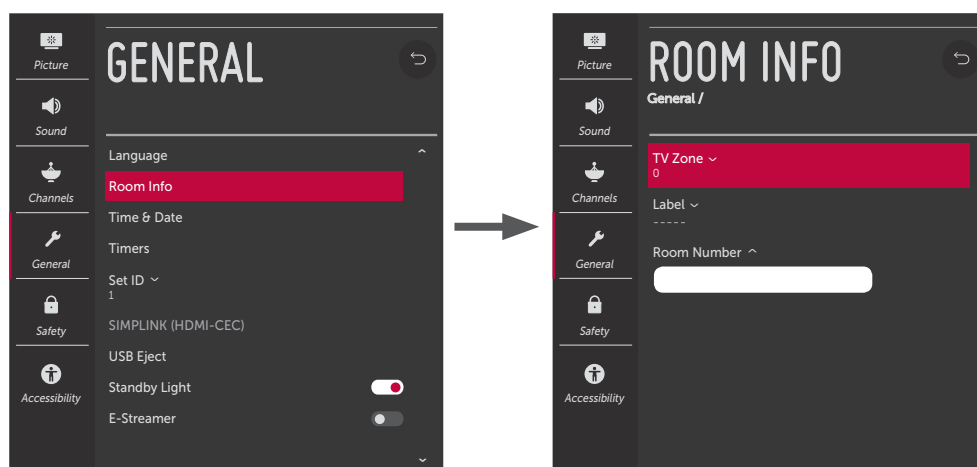 Picture
Sound
Channels
General
Safety
Accessibility
GENERAL
Language
Room Info
Time & Date
Timers
Set ID
1
SIMPLINK (HDMI-CEC)
USB Eject
Standby Light
E-Streamer
Picture
Sound
Channels
General
Safety
Accessibility
ROOM INFO
General /
TV Zone
0
Label
-----
Room Number